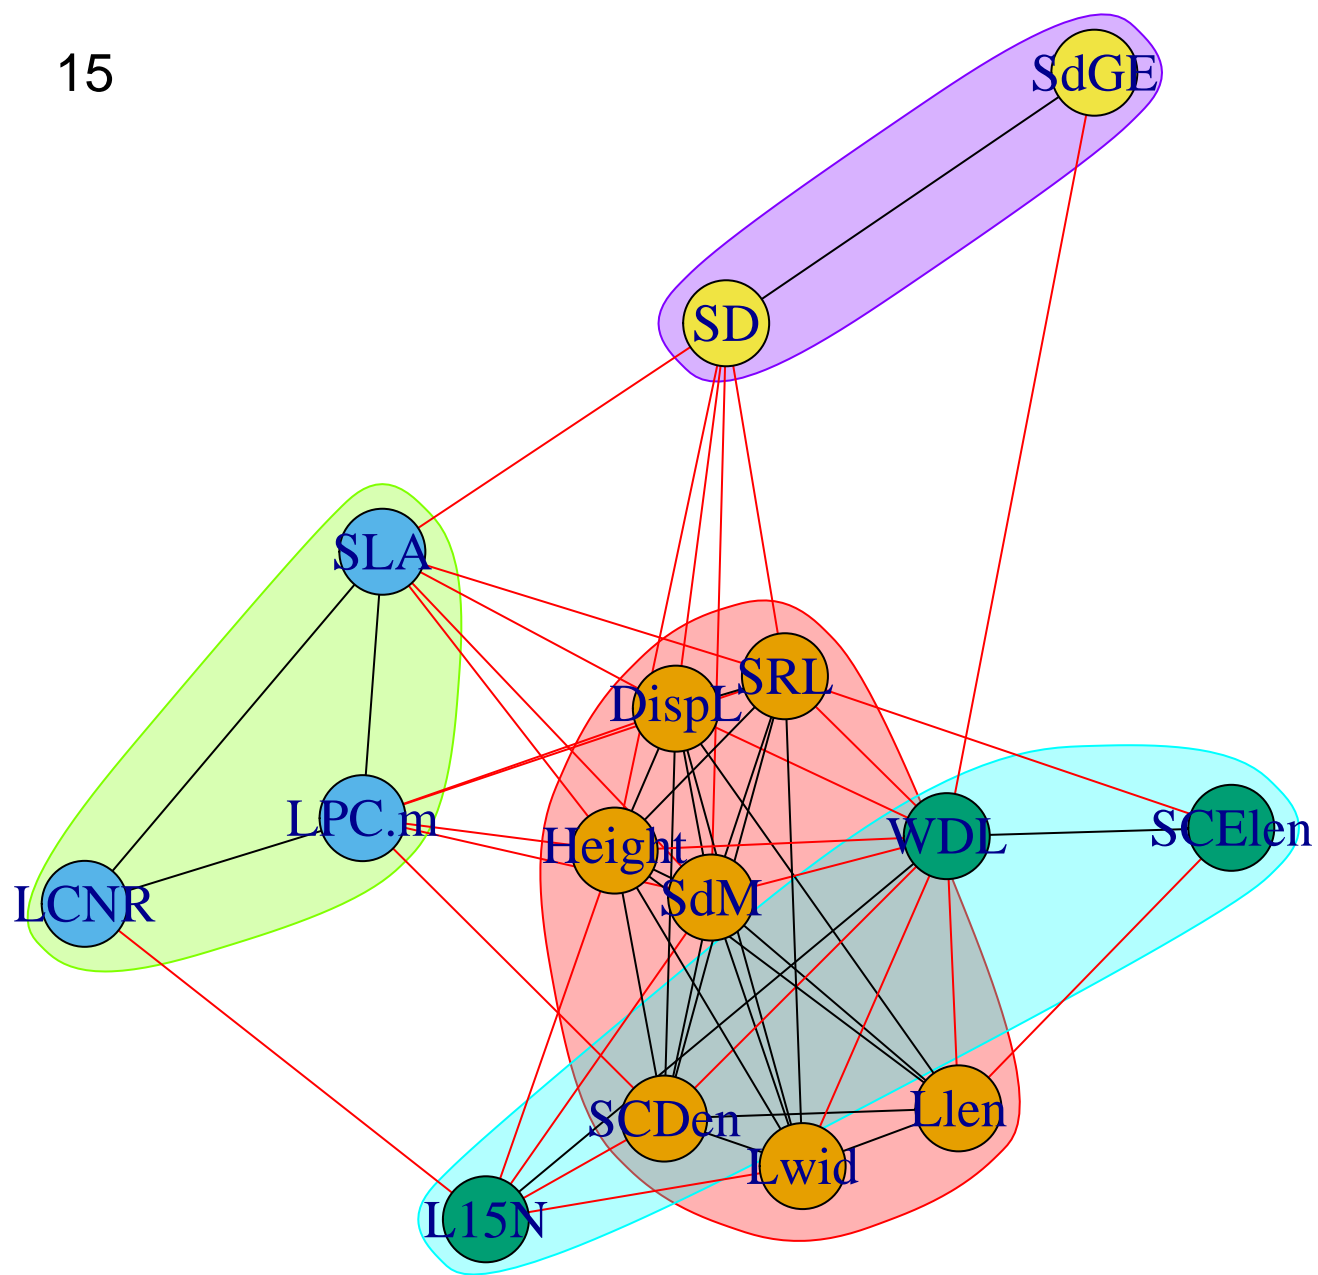 15
SdGE
SD
SLA
SRL
DispL
LPC.m
SCElen
WDL
Height
SdM
LCNR
Llen
SCDen
Lwid
L15N